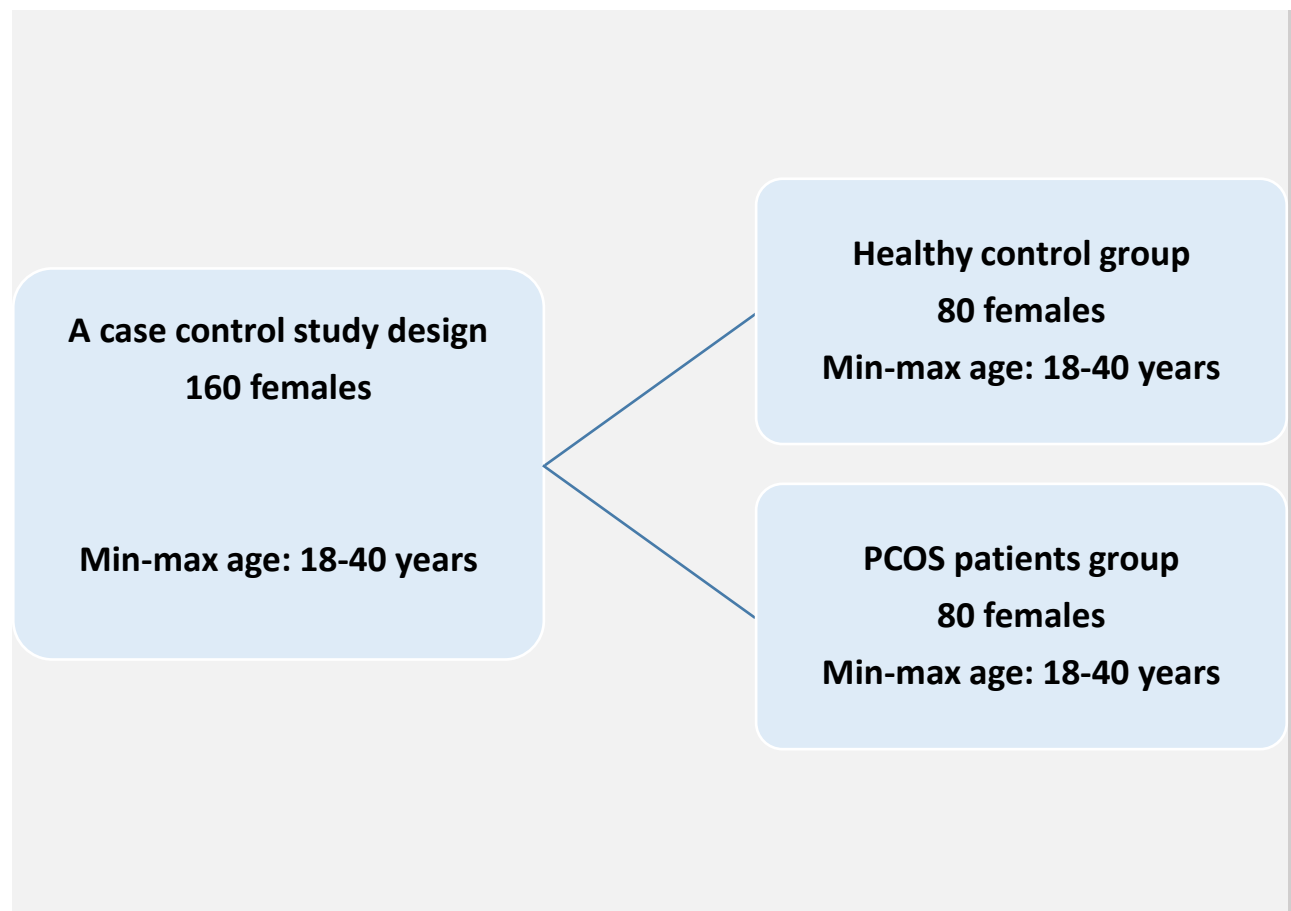 A case control study design
160 females
Min-max age: 18-40 years
Healthy control group
80 females
Min-max age: 18-40 years
PCOS patients group
80 females
Min-max age: 18-40 years